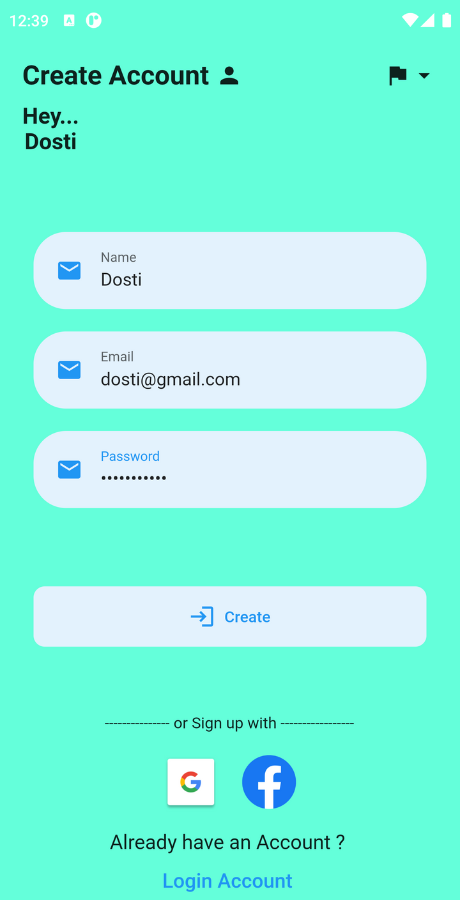 12:39
Create Account
Hey...
Dosti
Name
Dosti
Email
dosti@gmail.com
Password
•••••••••••
Create
--------------- or Sign up with -----------------
Already have an Account ?
Login Account